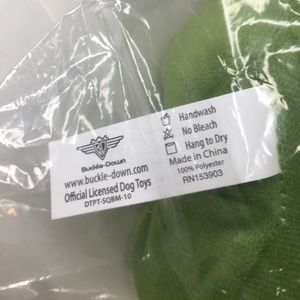 Buckle-Down
www.buckle-down.com
Official Licensed Dog Toys
DTPT-SQBM-10
Handwash
No Bleach
Hang to Dry
Made in China
100% Polyester
RN153903